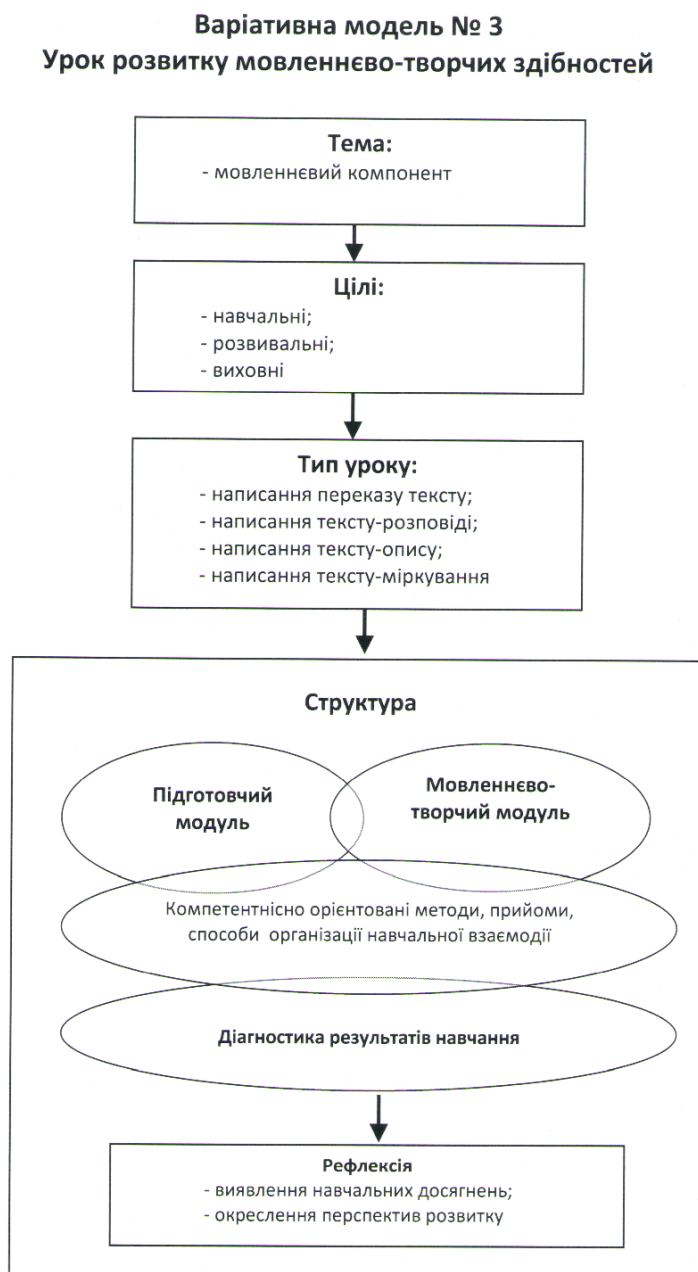 Варіативна модель № 3
Урок розвитку мовленнєво-творчих здібностей
Тема:
- мовленнєвий компонент
Цілі:
- навчальні;
- розвивальні;
- виховні
Тип уроку:
- написання переказу тексту;
- написання тексту-розповіді;
- написання тексту-опису;
- написання тексту-міркування
Структура
Підготовчий
модуль
Мовленнєво-
творчий модуль
Компетентнісно орієнтовані методи, прийоми,
способи організації навчальної взаємодії
Діагностика результатів навчання
Рефлексія
- виявлення навчальних досягнень;
- окреслення перспектив розвитку